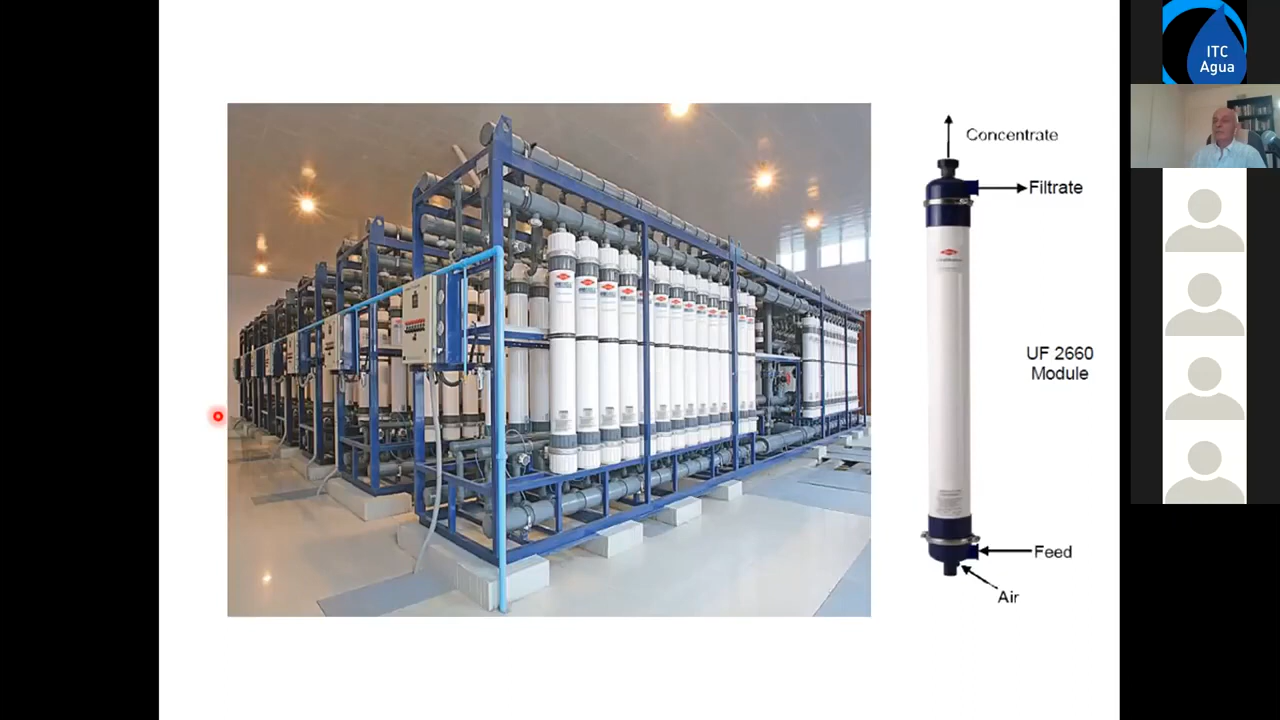 ITC
Agua
Concentrate
Filtrate
UF 2660
Module
Feed
Air